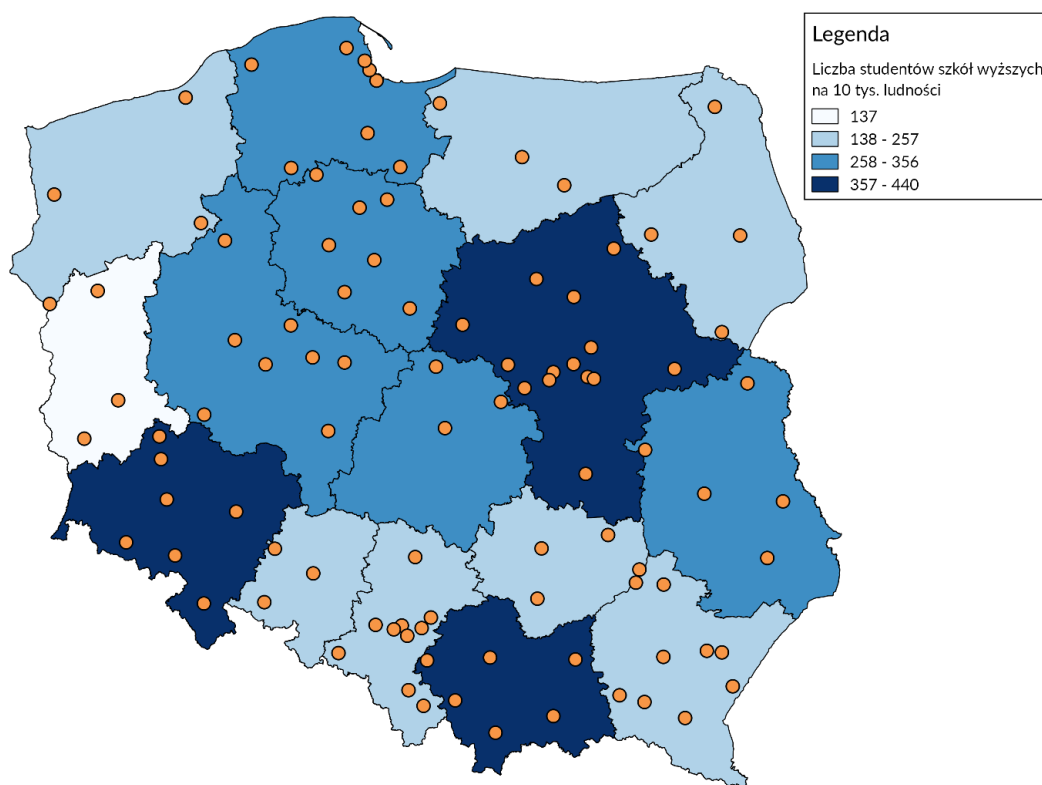 Legenda
Liczba studentów szkół wyższych
na 10 tys. ludności
137
138 - 257
258 - 356
357 - 440